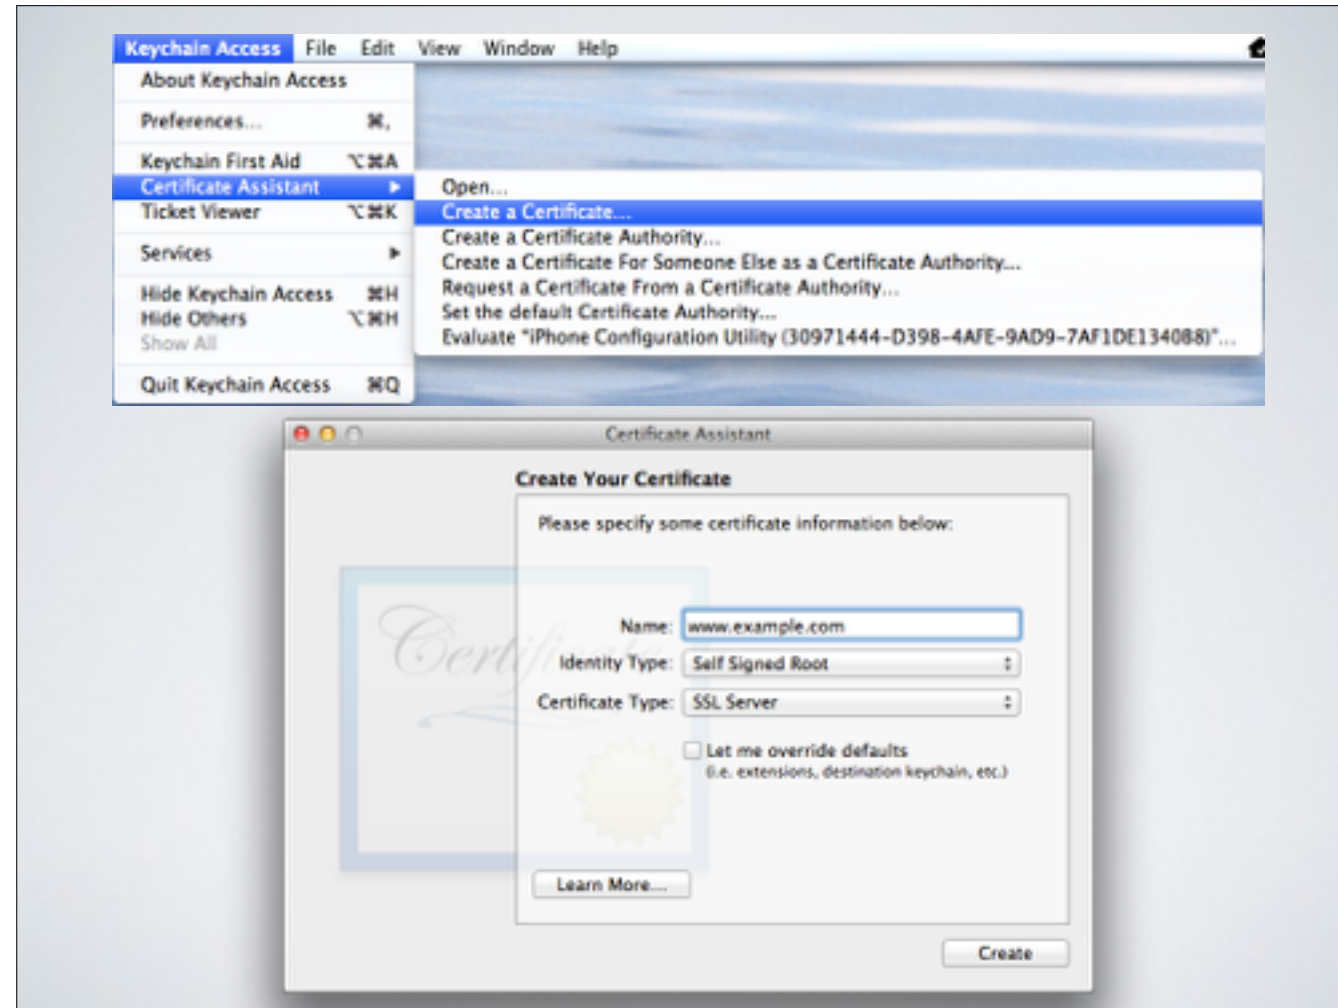 Keychain Access File Edit View Window Help
About Keychain Access
Preferences... ⌘,
Keychain First Aid ⌥⌘A
Certificate Assistant ▶
Ticket Viewer ⌥⌘K
Services ▶
Hide Keychain Access ⌘H
Hide Others ⌥⌘H
Show All
Quit Keychain Access ⌘Q
Open...
Create a Certificate...
Create a Certificate Authority...
Create a Certificate For Someone Else as a Certificate Authority...
Request a Certificate From a Certificate Authority...
Set the default Certificate Authority...
Evaluate "iPhone Configuration Utility (30971444-D398-4AFE-9AD9-7AF1DE1340B8)"...
Certificate Assistant
Create Your Certificate
Please specify some certificate information below:
Certificate
Name: www.example.com
Identity Type: Self Signed Root
Certificate Type: SSL Server
Let me override defaults
(i.e. extensions, destination keychain, etc.)
Learn More...
Create